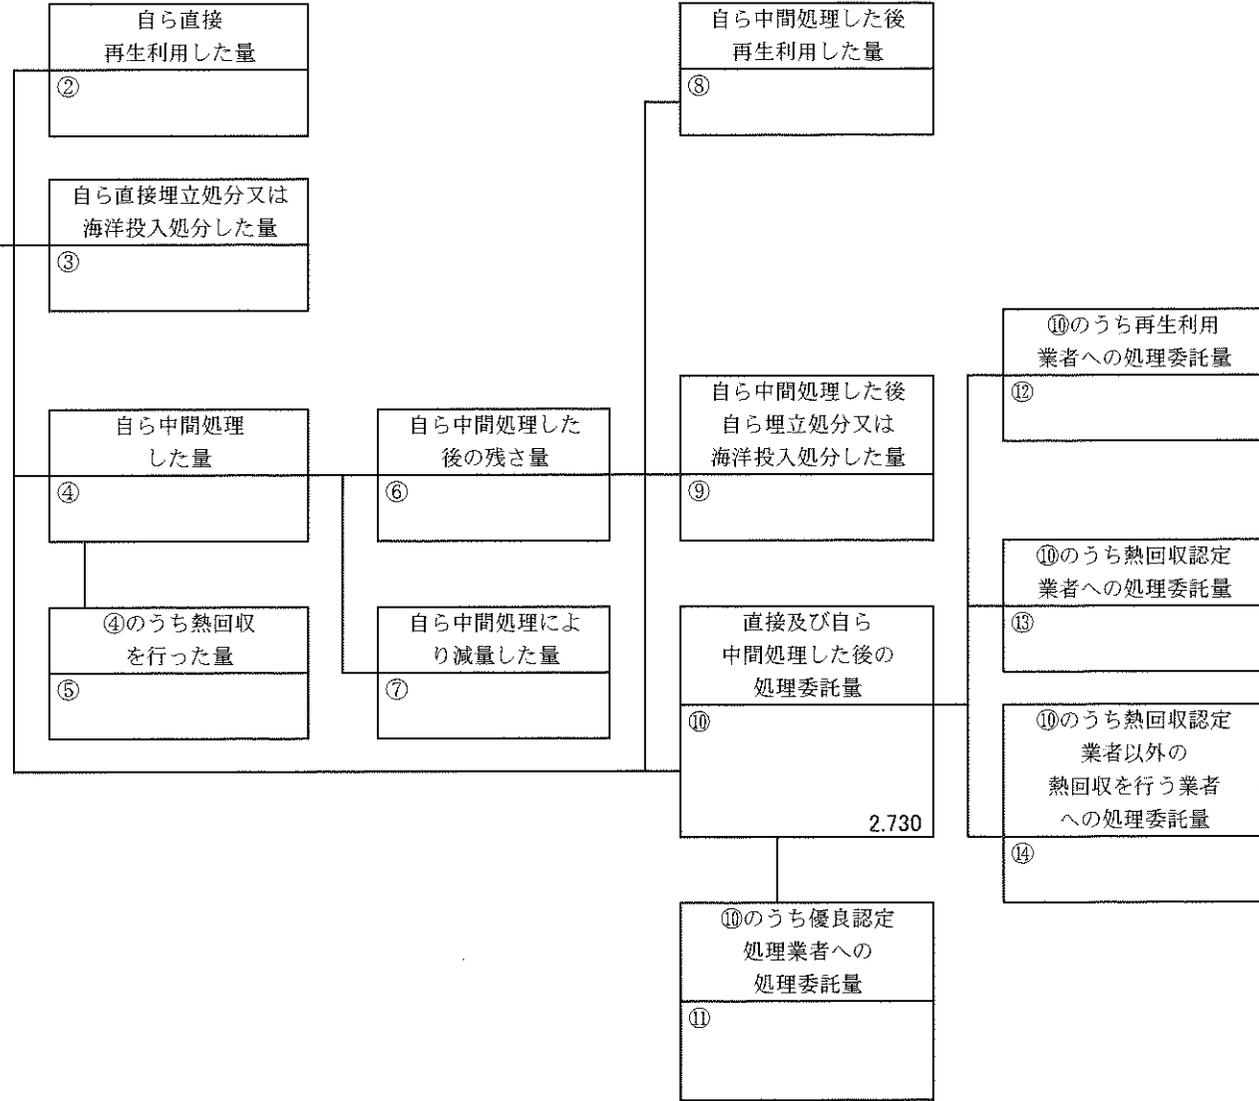 自ら直接
再生利用した量
②
自ら直接埋立処分又は
海洋投入処分した量
③
自ら中間処理
した量
④
④のうち熱回収
を行った量
⑤
自ら中間処理した
後の残さ量
⑥
自ら中間処理によ
り減量した量
⑦
自ら中間処理した後
再生利用した量
⑧
自ら中間処理した後
自ら埋立処分又は
海洋投入処分した量
⑨
直接及び自ら
中間処理した後の
処理委託量
⑩
2.730
⑩のうち優良認定
処理業者への
処理委託量
⑪
⑩のうち再生利用
業者への処理委託量
⑫
⑩のうち熱回収認定
業者への処理委託量
⑬
⑩のうち熱回収認定
業者以外の
熱回収を行う業者
への処理委託量
⑭